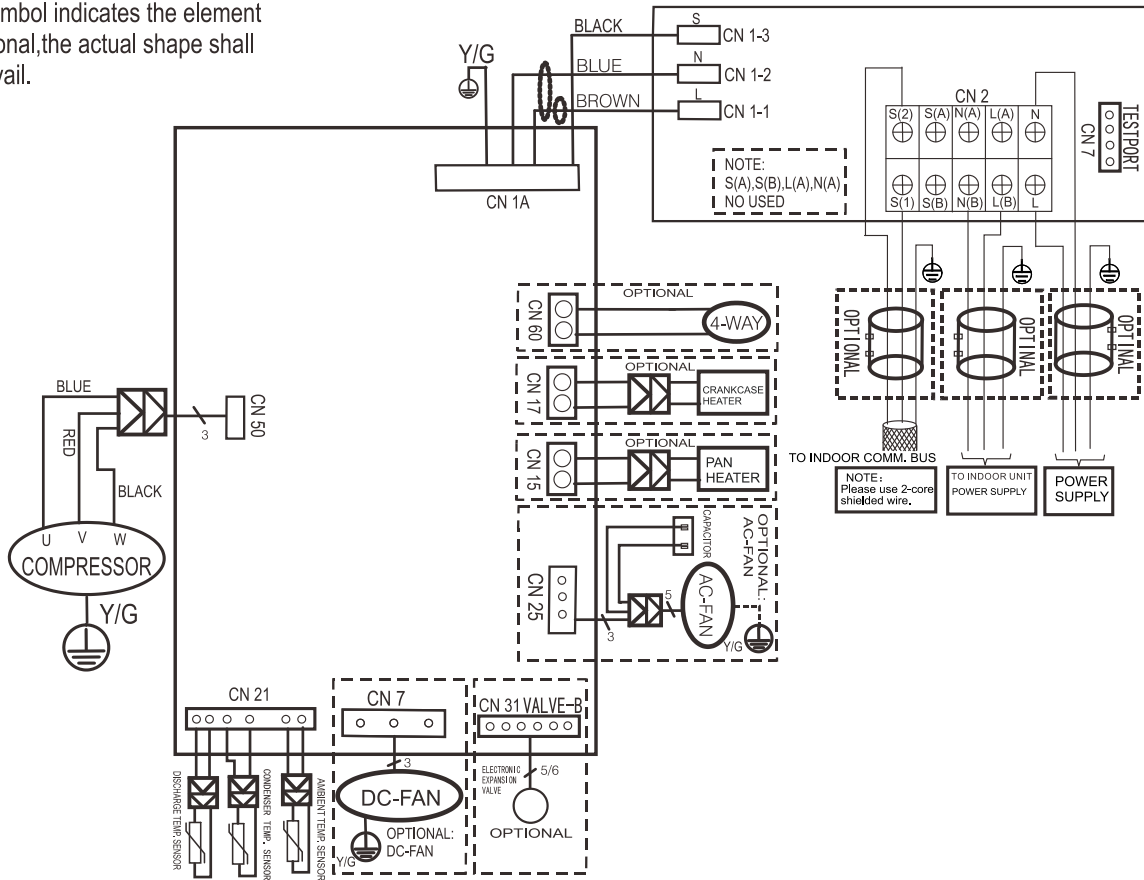 mbol indicates the element
onal,the actual shape shall
vail.
Y/G
BLACK
BLUE
BROWN
S
CN 1-3
N
CN 1-2
L
CN 1-1
CN 1A
NOTE:
S(A),S(B),L(A),N(A)
NO USED
CN 2
S(2) S(A) N(A) L(A) N
S(1) S(B) N(B) L(B) L
TESTPORT
CN 7
OPTIONAL
OPTINAL
OPTINAL
TO INDOOR COMM. BUS
NOTE:
Please use 2-core
shielded wire.
TO INDOOR UNIT
POWER SUPPLY
POWER
SUPPLY
OPTIONAL
CN 60
4-WAY
OPTIONAL
CN 17
CRANKCASE
HEATER
OPTIONAL
CN 15
PAN
HEATER
CAPACITOR
OPTIONAL:
AC-FAN
CN 25
3
5
AC-FAN
Y/G
BLUE
RED
BLACK
3
CN 50
U V W
COMPRESSOR
Y/G
CN 21
DISCHARGE TEMP. SENSOR
CONDENSER TEMP. SENSOR
AMBIENT TEMP. SENSOR
CN 7
3
DC-FAN
OPTIONAL:
DC-FAN
Y/G
CN 31 VALVE-B
ELECTRONIC
EXPANSION
VALVE
5/6
OPTIONAL